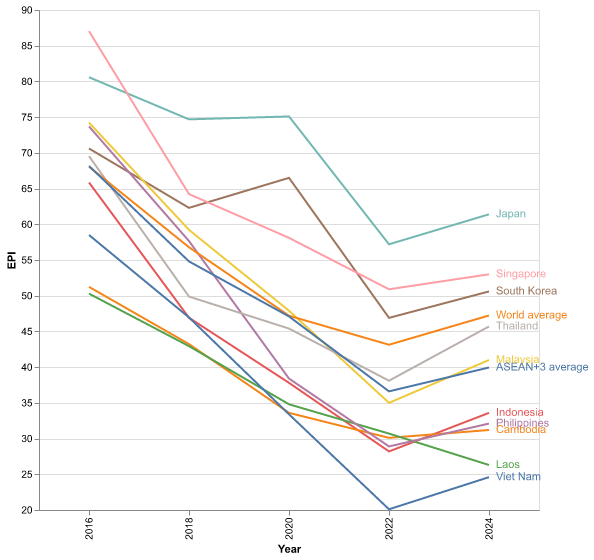 90
85
80
75
70
65
60
55
50
45
40
35
30
25
20
EPI
2016
2018
2020
2022
2024
Year
Japan
Singapore
South Korea
World average
Thailand
Malaysia
ASEAN+3 average
Indonesia
Philippines
Cambodia
Laos
Viet Nam